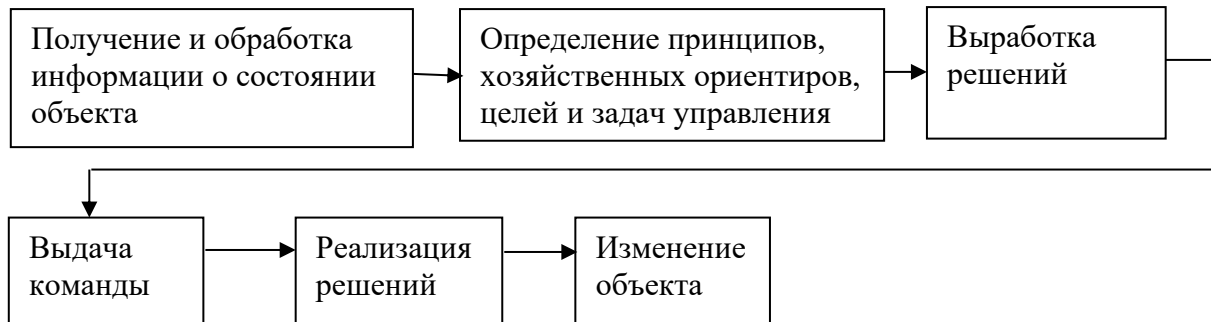 Получение и обработка
информации о состоянии
объекта
Определение принципов,
хозяйственных ориентиров,
целей и задач управления
Выработка
решений
Выдача
команды
Реализация
решений
Изменение
объекта